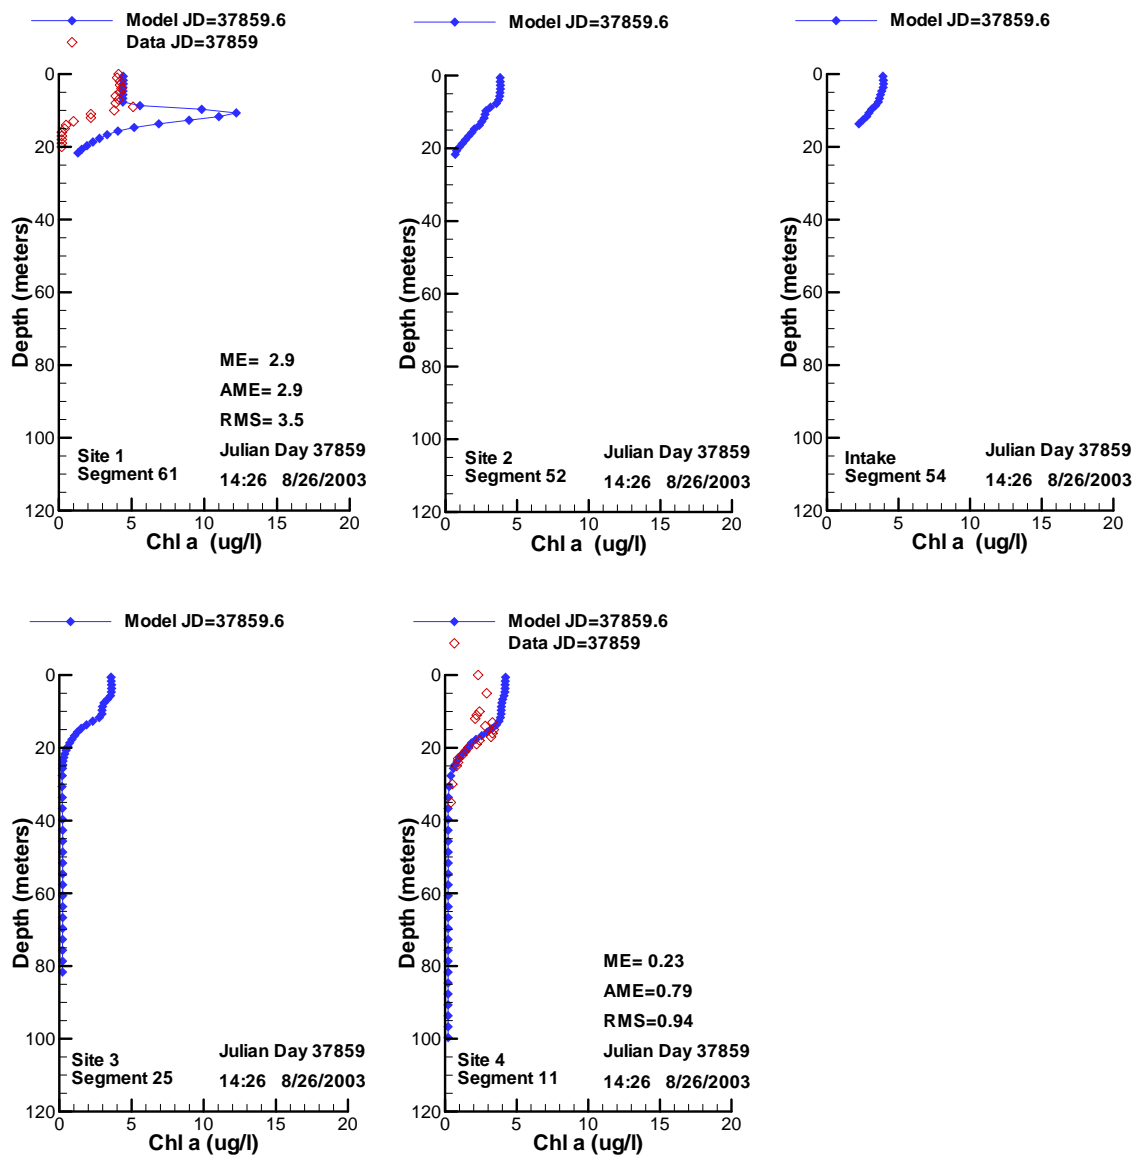 Model JD=37859.6
Data JD=37859
0
20
40
60
80
100
120
Depth (meters)
ME= 2.9
AME= 2.9
RMS= 3.5
Site 1
Segment 61
Julian Day 37859
14:26 8/26/2003
0 5 10 15 20
Chl a (ug/l)
Model JD=37859.6
0
20
40
60
80
100
120
Depth (meters)
Site 2
Segment 52
Julian Day 37859
14:26 8/26/2003
0 5 10 15 20
Chl a (ug/l)
Model JD=37859.6
0
20
40
60
80
100
120
Depth (meters)
Intake
Segment 54
Julian Day 37859
14:26 8/26/2003
0 5 10 15 20
Chl a (ug/l)
Model JD=37859.6
0
20
40
60
80
100
120
Depth (meters)
Site 3
Segment 25
Julian Day 37859
14:26 8/26/2003
0 5 10 15 20
Chl a (ug/l)
Model JD=37859.6
Data JD=37859
0
20
40
60
80
100
120
Depth (meters)
ME= 0.23
AME=0.79
RMS=0.94
Site 4
Segment 11
Julian Day 37859
14:26 8/26/2003
0 5 10 15 20
Chl a (ug/l)